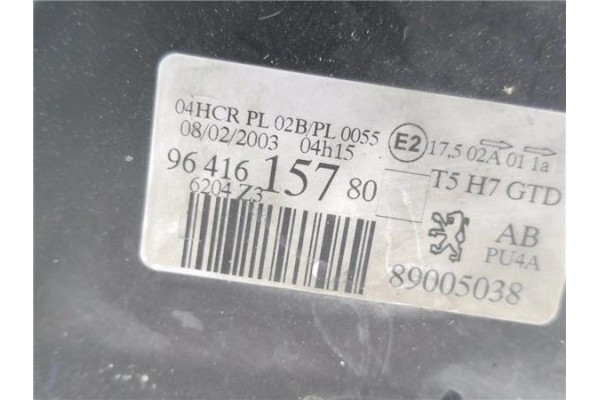 04HCR PL 02B/PL 0055
08/02/2003 04h15
E2 17,5 02A 01 1a
96 416 157 80
6204 Z3
T5 H7 GTD
AB
PU4A
89005038